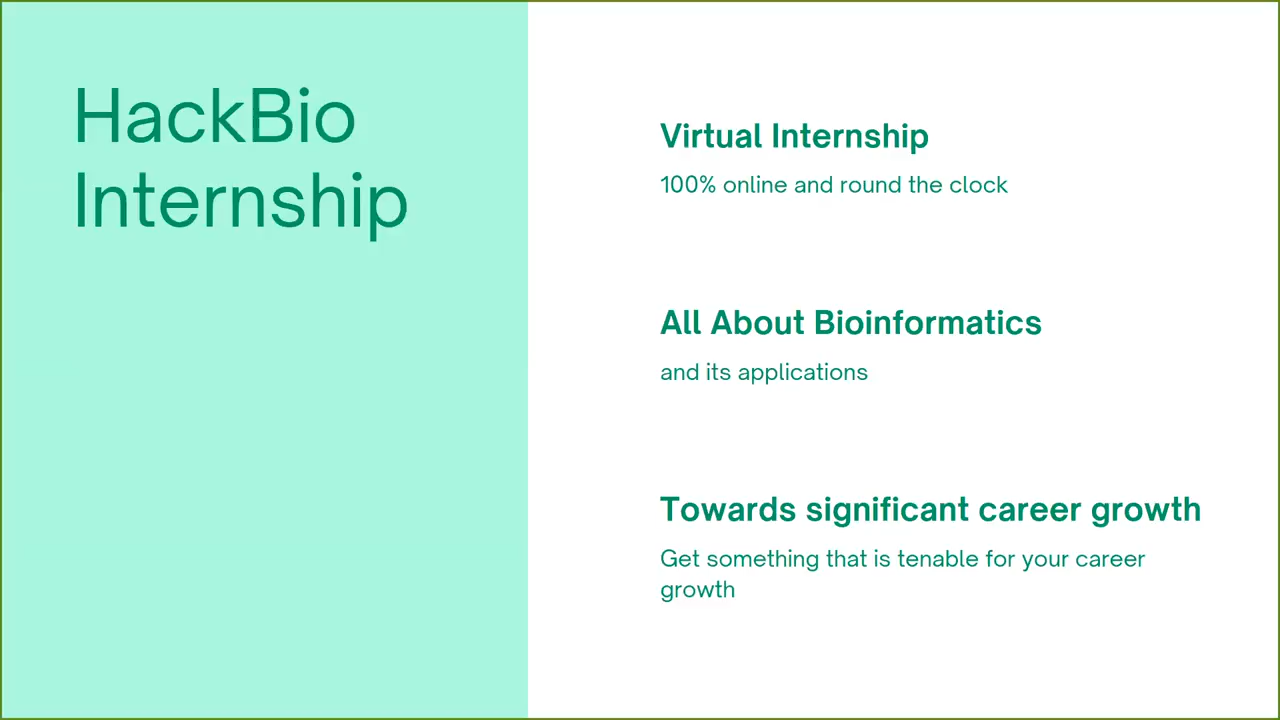 HackBio
Internship
Virtual Internship
100% online and round the clock
All About Bioinformatics
and its applications
Towards significant career growth
Get something that is tenable for your career
growth